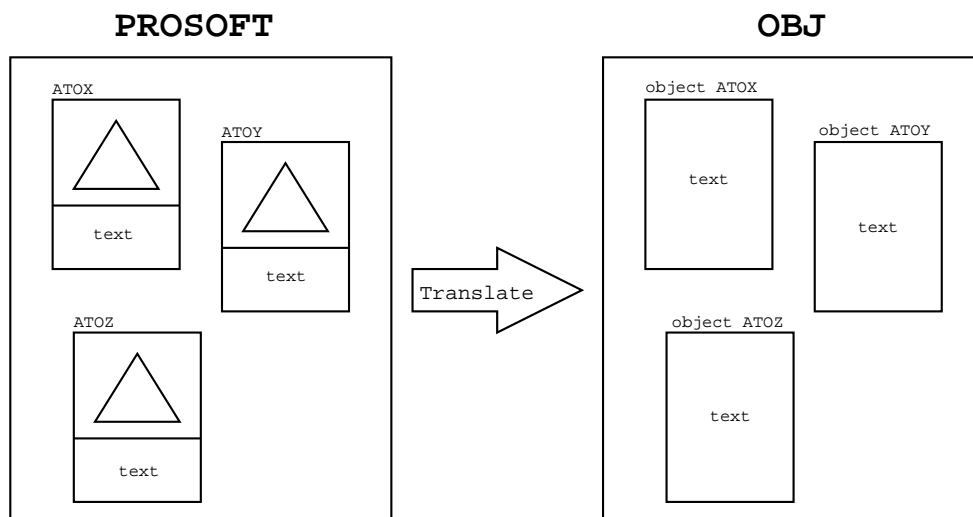 PROSOFT
ATOX
text
ATOY
text
ATOZ
text
Translate
OBJ
object ATOX
text
object ATOY
text
object ATOZ
text